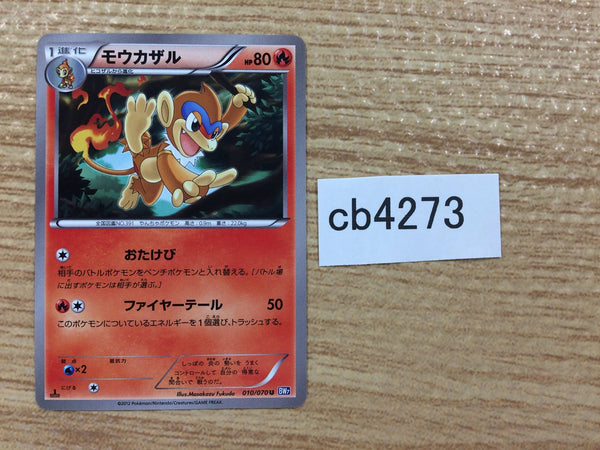 1進化
モウカザル
HP80
ヒコザルから進化
全国図鑑NO.391 やんちゃポケモン 高さ：0.9m 重さ：22.0kg
おたけび
相手のバトルポケモンをベンチポケモンと入れ替える。[バトル場
に出すポケモンは相手が選ぶ。]
ファイヤーテール 50
このポケモンについているエネルギーを1個選び、トラッシュする。
弱点 抵抗力
×2
にげる
しっぽの 炎の 勢いを うまく
コントロールして 自分の 得意な
間合いで 戦うのだ。
Illus.Masakazu Fukuda
010/070 U BW7
©2012 Pokémon/Nintendo/Creatures/GAME FREAK.
cb4273